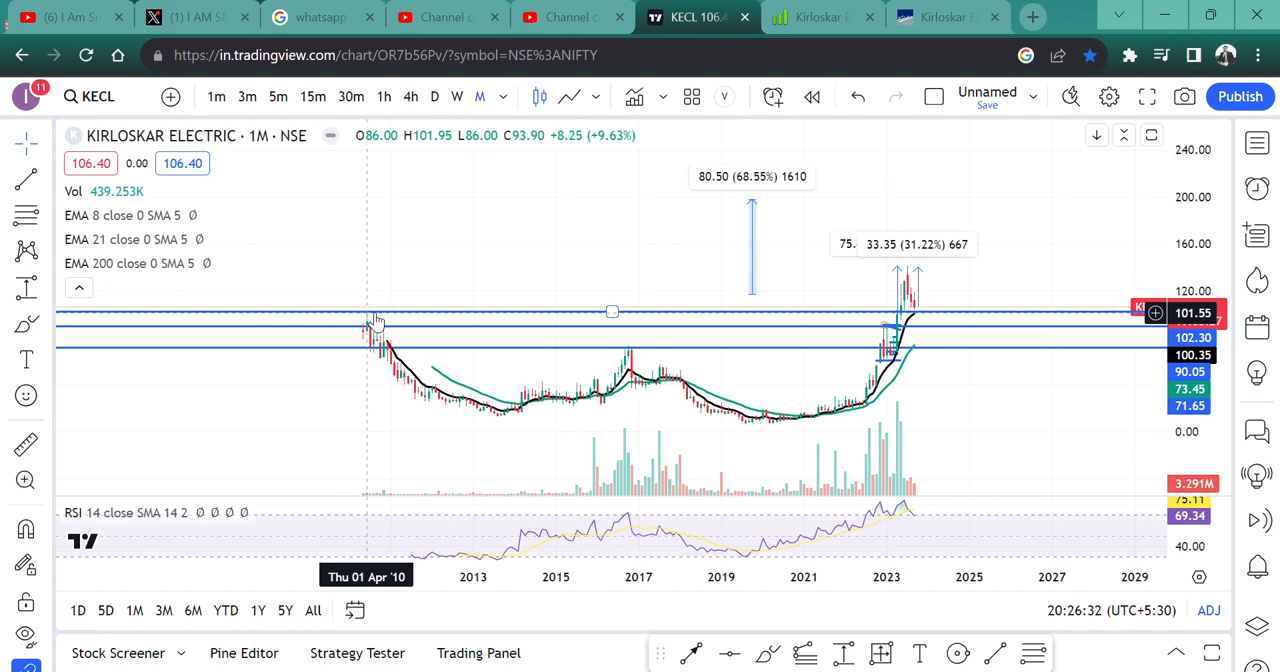 (6) I Am Sm
(1) I AM SM
whatsapp
Channel c
Channel c
KECL 106.
Kirloskar E
Kirloskar E
https://in.tradingview.com/chart/OR7b56Pv/?symbol=NSE%3ANIFTY
I 11 KECL 1m 3m 5m 15m 30m 1h 4h D W M V Unnamed Save Publish
KIRLOSKAR ELECTRIC · 1M · NSE O86.00 H101.95 L86.00 C93.90 +8.25 (+9.63%)
106.40 0.00 106.40
Vol 439.253K
EMA 8 close 0 SMA 5 Ø
EMA 21 close 0 SMA 5 Ø
EMA 200 close 0 SMA 5 Ø
80.50 (68.55%) 1610
75. 33.35 (31.22%) 667
240.00
200.00
160.00
120.00
101.55
102.30
100.35
90.05
73.45
71.65
0.00
3.291M
RSI 14 close SMA 14 2 Ø Ø Ø Ø
75.11
69.34
40.00
Thu 01 Apr '10 2013 2015 2017 2019 2021 2023 2025 2027 2029
1D 5D 1M 3M 6M YTD 1Y 5Y All 20:26:32 (UTC+5:30) ADJ
Stock Screener Pine Editor Strategy Tester Trading Panel